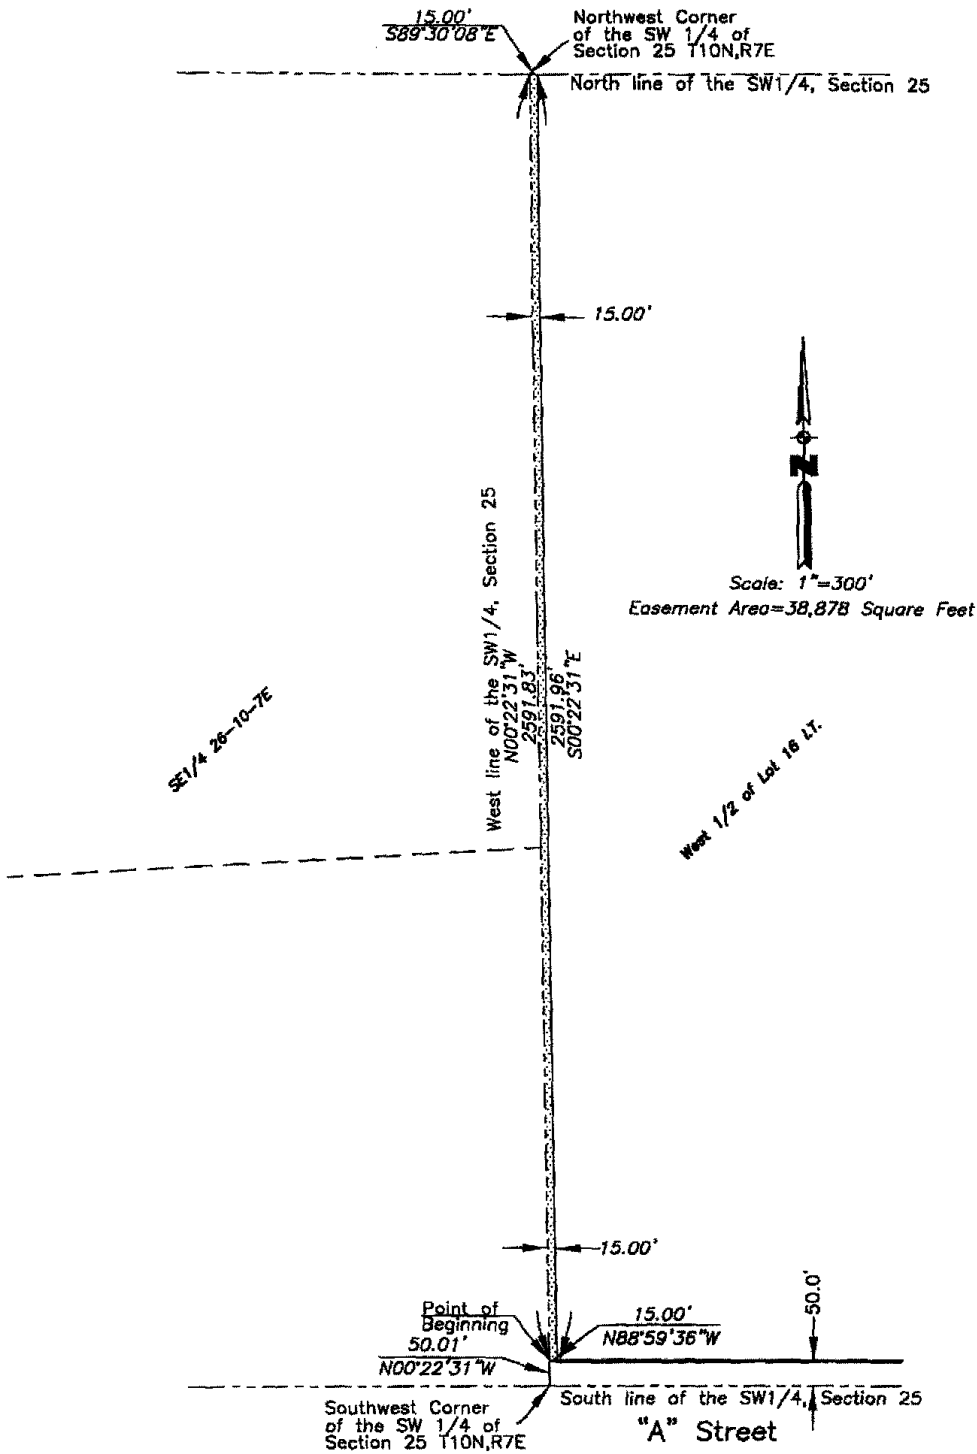 15.00'
S89°30'08"E
Northwest Corner
of the SW 1/4 of
Section 25 T10N,R7E
North line of the SW1/4, Section 25
15.00'
N
Scale: 1"=300'
Easement Area=38,878 Square Feet
West line of the SW1/4, Section 25
N00°22'31"W
2591.83'
2591.96'
S00°22'31"E
SE1/4 26-10-7E
West 1/2 of Lot 16 I.T.
15.00'
50.0'
Point of
Beginning
15.00'
N88°59'36"W
50.01'
N00°22'31"W
South line of the SW1/4, Section 25
Southwest Corner
of the SW 1/4 of
Section 25 T10N,R7E
"A" Street